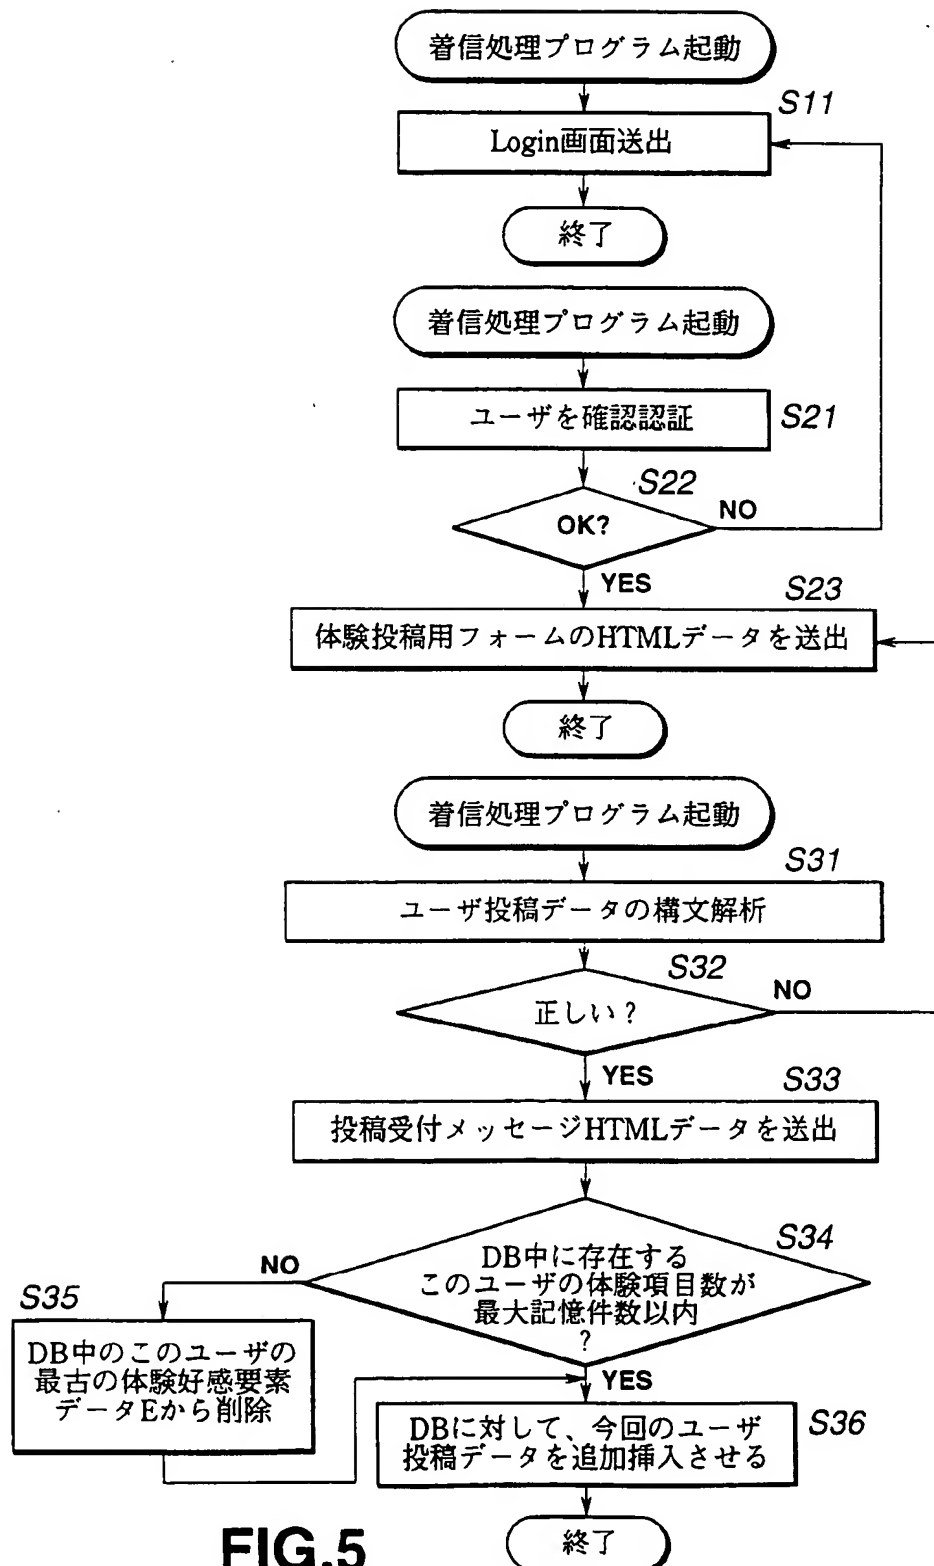 着信処理プログラム起動
S11
Login画面送出
終了
着信処理プログラム起動
ユーザを確認認証
S21
S22
OK?
NO
YES
S23
体験投稿用フォームのHTMLデータを送出
終了
着信処理プログラム起動
S31
ユーザ投稿データの構文解析
S32
正しい?
NO
YES
S33
投稿受付メッセージHTMLデータを送出
S34
DB中に存在する
このユーザの体験項目数が
最大記憶件数以内
?
NO
S35
DB中のこのユーザの
最古の体験好感要素
データEから削除
YES
S36
DBに対して、今回のユーザ
投稿データを追加挿入させる
終了
FIG.5